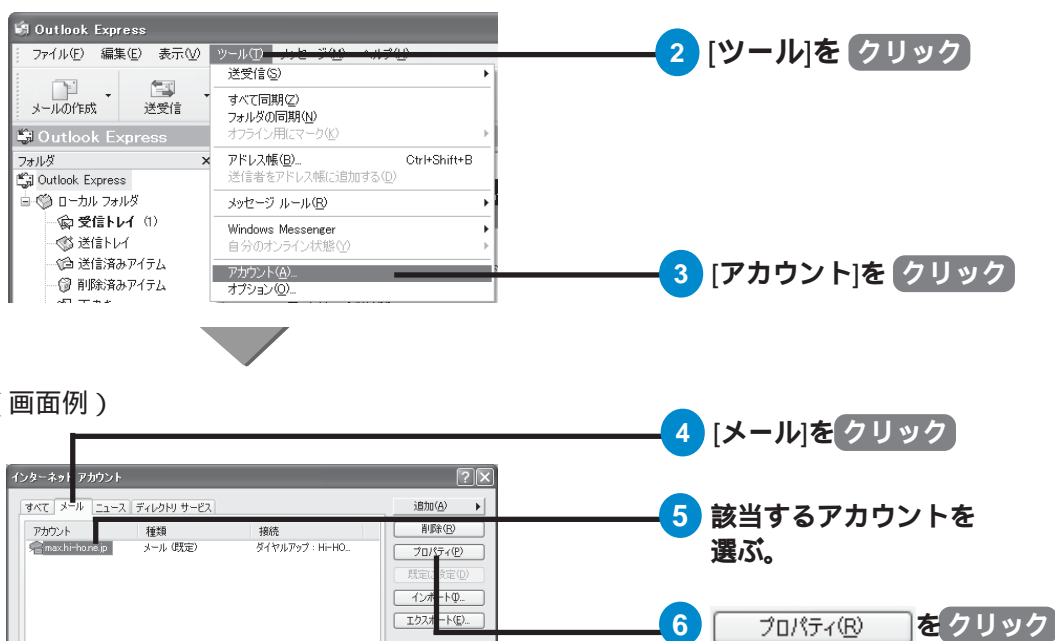 Outlook Express
ファイル(F) 編集(E) 表示(V) ツール(T)
メールの作成 送受信
Outlook Express
フォルダ ×
Outlook Express
ローカル フォルダ
受信トレイ (1)
送信トレイ
送信済みアイテム
削除済みアイテム
送受信(S)
すべて同期(Z)
フォルダの同期(N)
オフライン用にマーク(K)
アドレス帳(B)... Ctrl+Shift+B
送信者をアドレス帳に追加する(D)
メッセージ ルール(R)
Windows Messenger
自分のオンライン状態(Y)
アカウント(A)...
オプション(O)...
2 [ツール]を クリック
3 [アカウント]を クリック
画面例 )
4 [メール]を クリック
5 該当するアカウントを
選ぶ。
6 プロパティ(R) を クリック
インターネット アカウント
すべて メール ニュース ディレクトリ サービス
アカウント 種類 接続
max.hi-ho.ne.jp メール (既定) ダイヤルアップ : Hi-HO...
追加(A)
削除(R)
プロパティ(P)
インポート(I)...
エクスポート(E)...